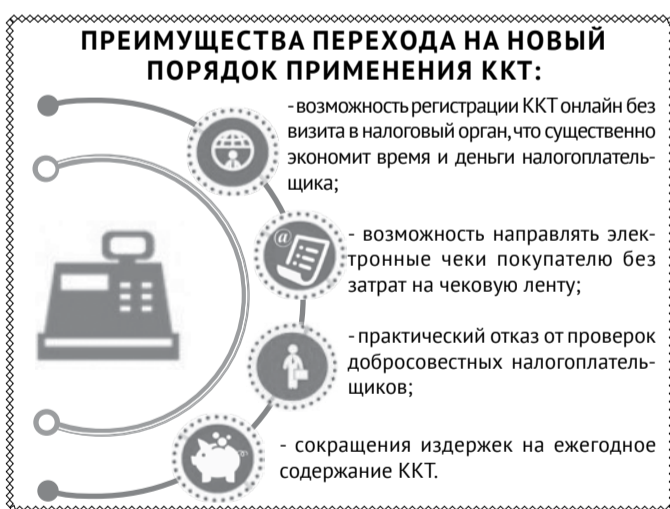 ПРЕИМУЩЕСТВА ПЕРЕХОДА НА НОВЫЙ
ПОРЯДОК ПРИМЕНЕНИЯ ККТ:
- возможность регистрации ККТ онлайн без
визита в налоговый орган, что существенно
экономит время и деньги налогоплатель-
щика;
@
- возможность направлять элек-
тронные чеки покупателю без
затрат на чековую ленту;
- практический отказ от проверок
добросовестных налогоплатель-
щиков;
- сокращения издержек на ежегодное
содержание ККТ.